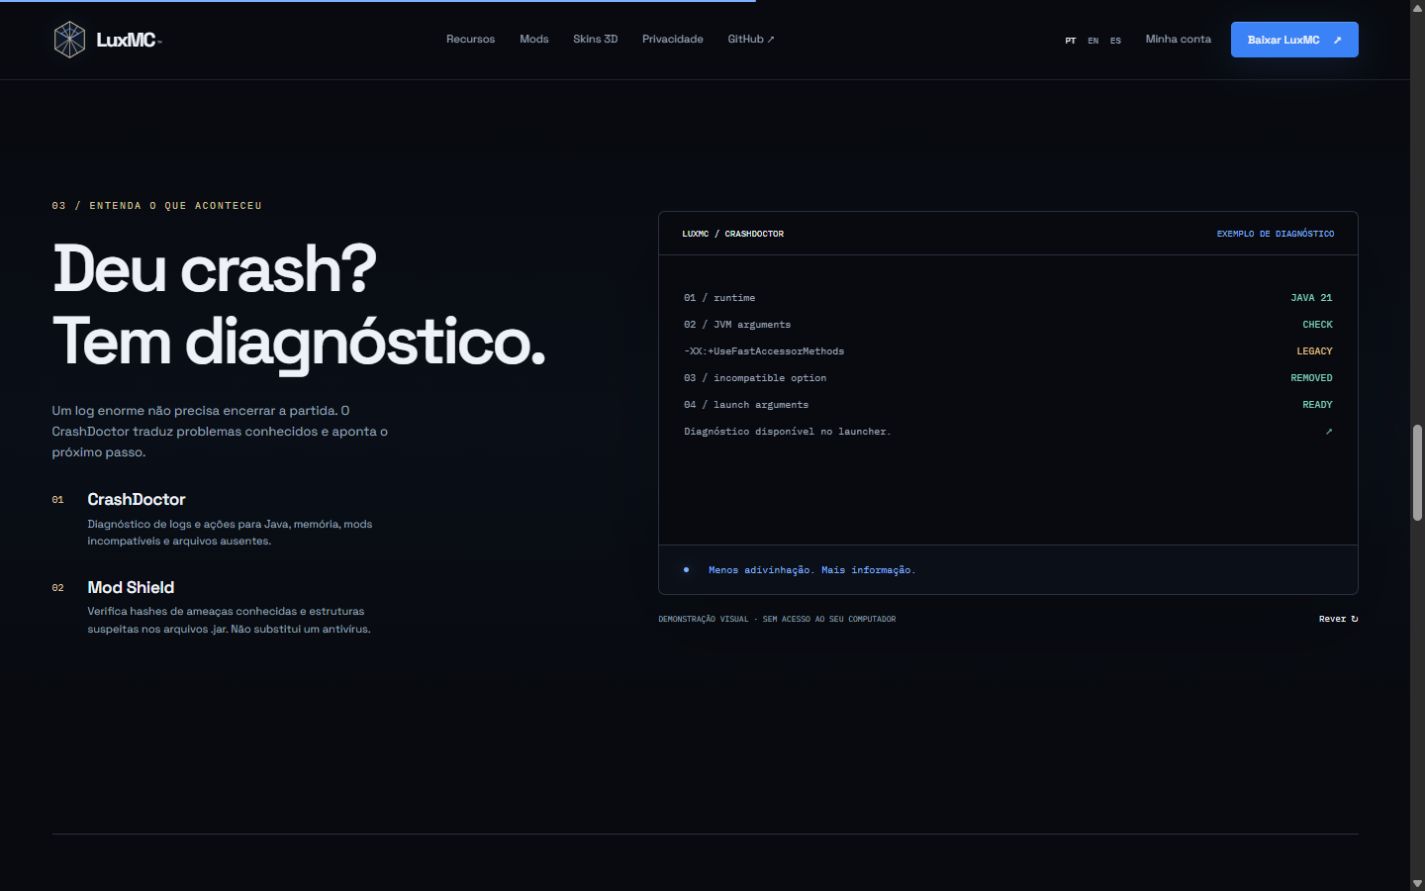 LuxMC
Recursos Mods Skins 3D Privacidade GitHub ↗
PT EN ES Minha conta Baixar LuxMC ↗
03 / ENTENDA O QUE ACONTECEU
Deu crash?
Tem diagnóstico.
Um log enorme não precisa encerrar a partida. O
CrashDoctor traduz problemas conhecidos e aponta o
próximo passo.
01 CrashDoctor
Diagnóstico de logs e ações para Java, memória, mods
incompatíveis e arquivos ausentes.
02 Mod Shield
Verifica hashes de ameaças conhecidas e estruturas
suspeitas nos arquivos .jar. Não substitui um antivírus.
LUXMC / CRASHDOCTOR EXEMPLO DE DIAGNÓSTICO
01 / runtime JAVA 21
02 / JVM arguments CHECK
-XX:+UseFastAccessorMethods LEGACY
03 / incompatible option REMOVED
04 / launch arguments READY
Diagnóstico disponível no launcher. ↗
Menos adivinhação. Mais informação.
DEMONSTRAÇÃO VISUAL · SEM ACESSO AO SEU COMPUTADOR Rever ↻